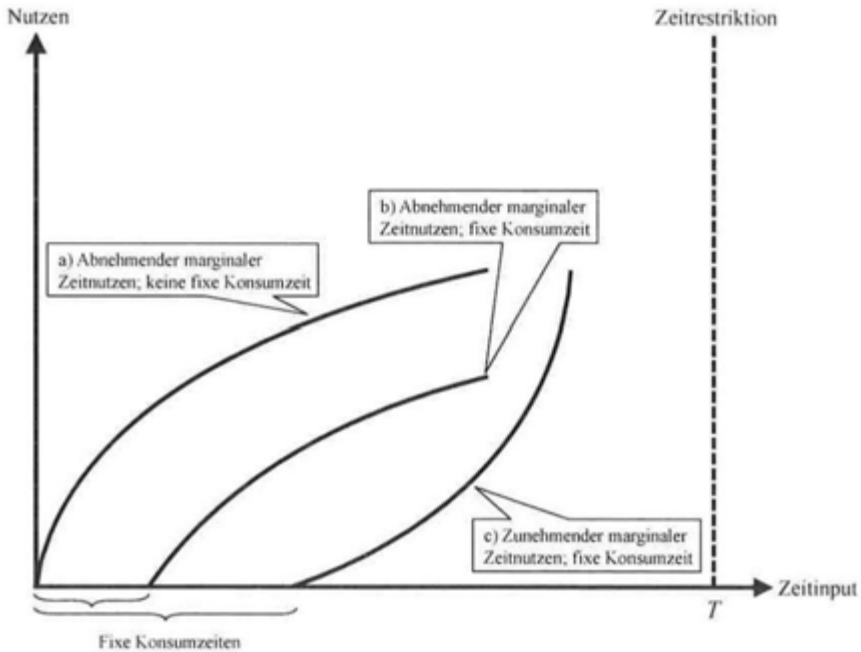 Nutzen
Zeitrestriktion
b) Abnehmender marginaler
Zeitnutzen; fixe Konsumzeit
a) Abnehmender marginaler
Zeitnutzen; keine fixe Konsumzeit
c) Zunehmender marginaler
Zeitnutzen; fixe Konsumzeit
Zeitinput
T
Fixe Konsumzeiten